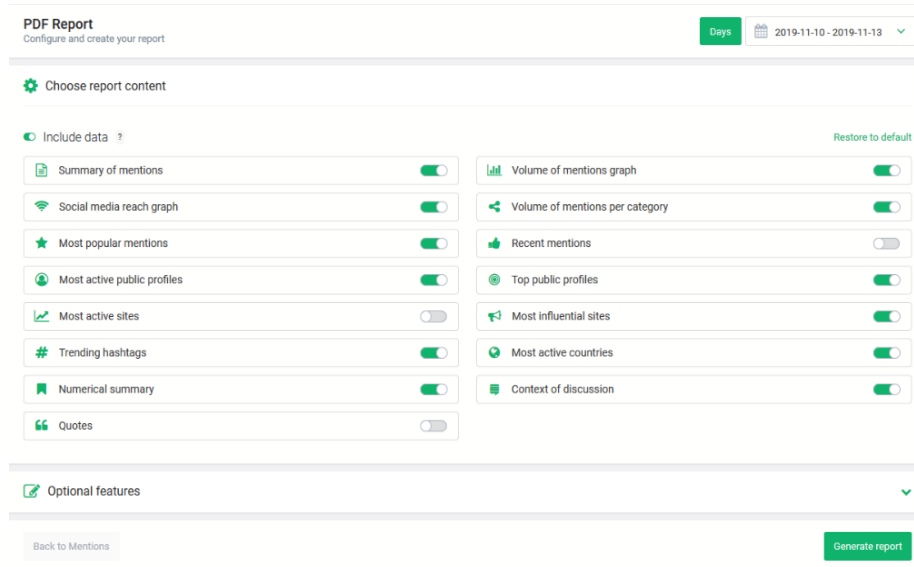 PDF Report
Configure and create your report
Days
2019-11-10 - 2019-11-13
Choose report content
Include data ?
Restore to default
Summary of mentions
Volume of mentions graph
Social media reach graph
Volume of mentions per category
Most popular mentions
Recent mentions
Most active public profiles
Top public profiles
Most active sites
Most influential sites
Trending hashtags
Most active countries
Numerical summary
Context of discussion
Quotes
Optional features
Back to Mentions
Generate report